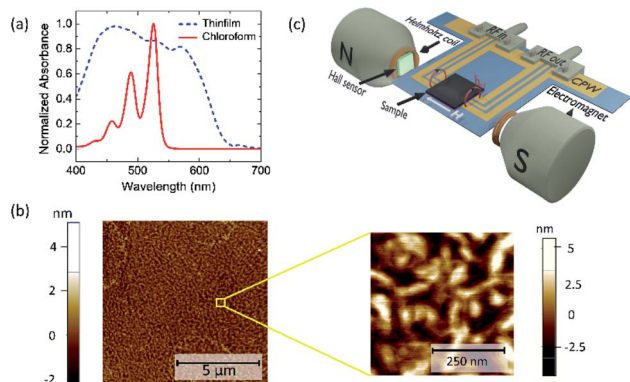 (a)
Thinfilm
Chloroform
Normalized Absorbance
1.0
0.8
0.6
0.4
0.2
0.0
400
500
600
700
Wavelength (nm)
(c)
Helmholtz coil
N
Hall sensor
Sample
H
RF in
RF out
CPW
Electromagnet
S
(b)
nm
4
2
0
-2
5 μm
250 nm
nm
5
2.5
0
-2.5